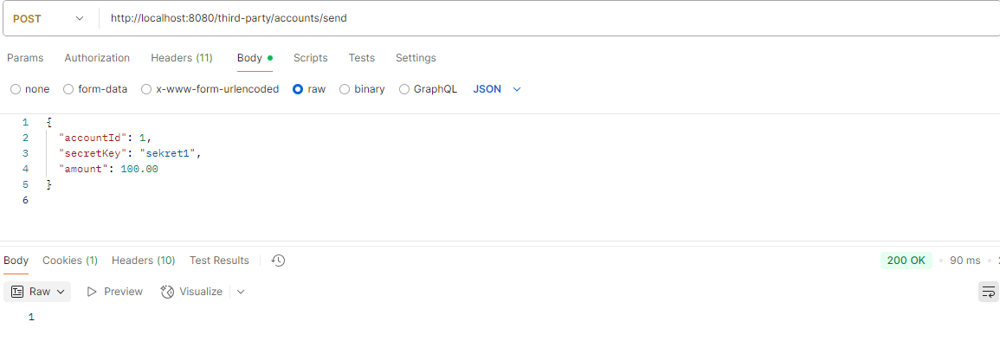 POST http://localhost:8080/third-party/accounts/send
Params Authorization Headers (11) Body Scripts Tests Settings
none form-data x-www-form-urlencoded raw binary GraphQL JSON
1 {
2 "accountId": 1,
3 "secretKey": "sekret1",
4 "amount": 100.00
5 }
6
Body Cookies (1) Headers (10) Test Results 200 OK 90 ms
Raw Preview Visualize
1